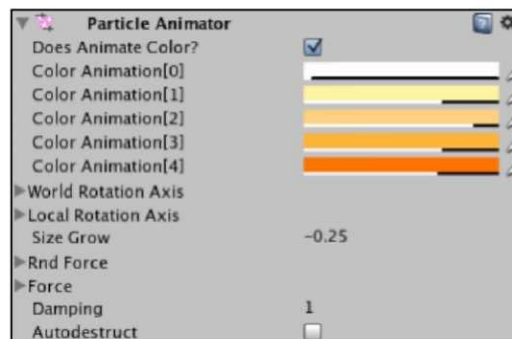 Particle Animator
Does Animate Color?
Color Animation[0]
Color Animation[1]
Color Animation[2]
Color Animation[3]
Color Animation[4]
World Rotation Axis
Local Rotation Axis
Size Grow -0.25
Rnd Force
Force
Damping 1
Autodestruct